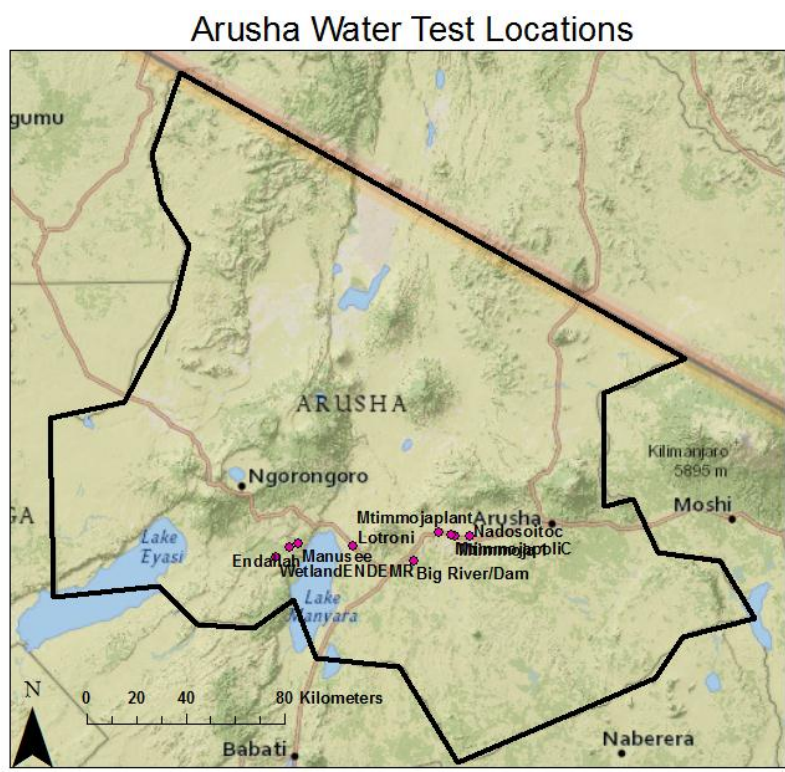 Arusha Water Test Locations
gumu
ARUSHA
Kilimanjaro
5895 m
Ngorongoro
Moshi
GA
Mtimmojaplant
Arusha
Nadosoitoc
Lotroni
Lake
Eyasi
Endallah
Manusee
WetlandENDEMR
Big River/Dam
Lake
Manyara
N
0 20 40 80 Kilometers
Babati
Naberera